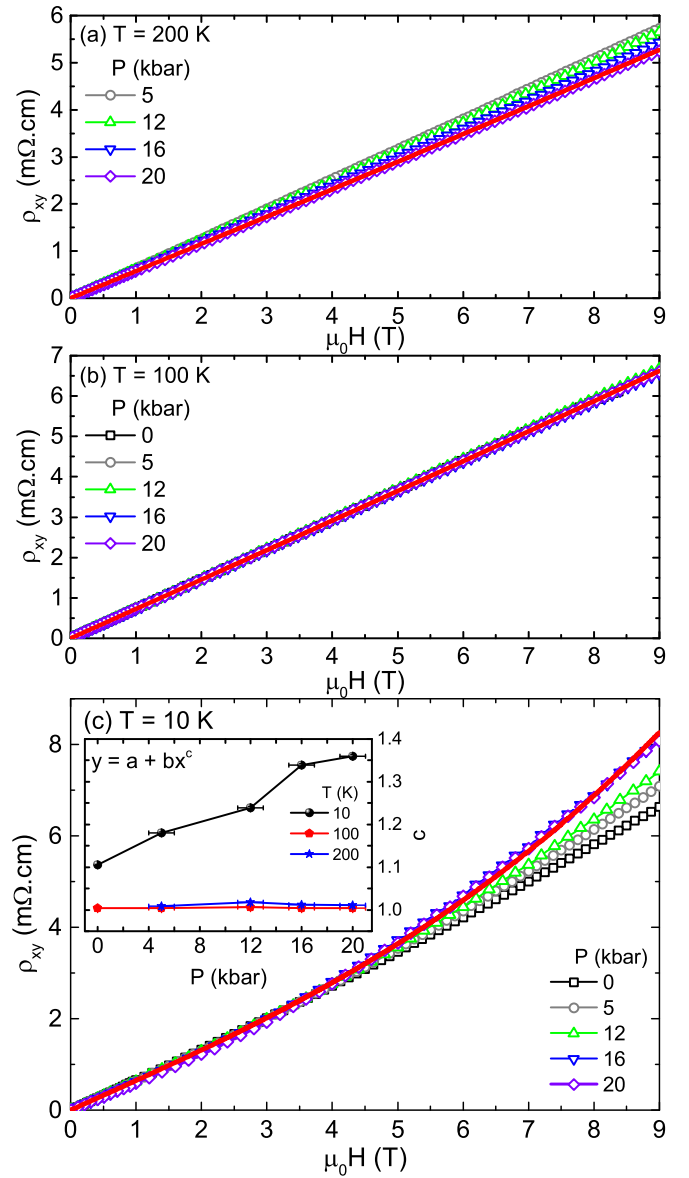 (a) T = 200 K
P (kbar)
5
12
16
20
ρxy (mΩ.cm)
0 1 2 3 4 5 6
0 1 2 3 4 5 6 7 8 9
μ0H (T)
(b) T = 100 K
P (kbar)
0
5
12
16
20
ρxy (mΩ.cm)
0 1 2 3 4 5 6 7
0 1 2 3 4 5 6 7 8 9
μ0H (T)
(c) T = 10 K
y = a + bx^c
T (K)
10
100
200
1.0 1.1 1.2 1.3 1.4
c
0 4 8 12 16 20
P (kbar)
P (kbar)
0
5
12
16
20
ρxy (mΩ.cm)
0 2 4 6 8
0 1 2 3 4 5 6 7 8 9
μ0H (T)